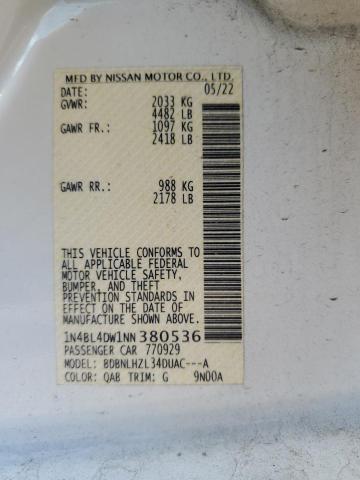 MFD BY NISSAN MOTOR CO., LTD.
DATE: 05/22
GVWR: 2033 KG
4482 LB
GAWR FR.: 1097 KG
2418 LB
GAWR RR.: 988 KG
2178 LB
THIS VEHICLE CONFORMS TO
ALL APPLICABLE FEDERAL
MOTOR VEHICLE SAFETY,
BUMPER, AND THEFT
PREVENTION STANDARDS IN
EFFECT ON THE DATE OF
MANUFACTURE SHOWN ABOVE.
1N4BL4DW1NN380536
PASSENGER CAR 770929
MODEL: BDBNLHZL34DUAC---A
COLOR: QAB TRIM: G 9N00A